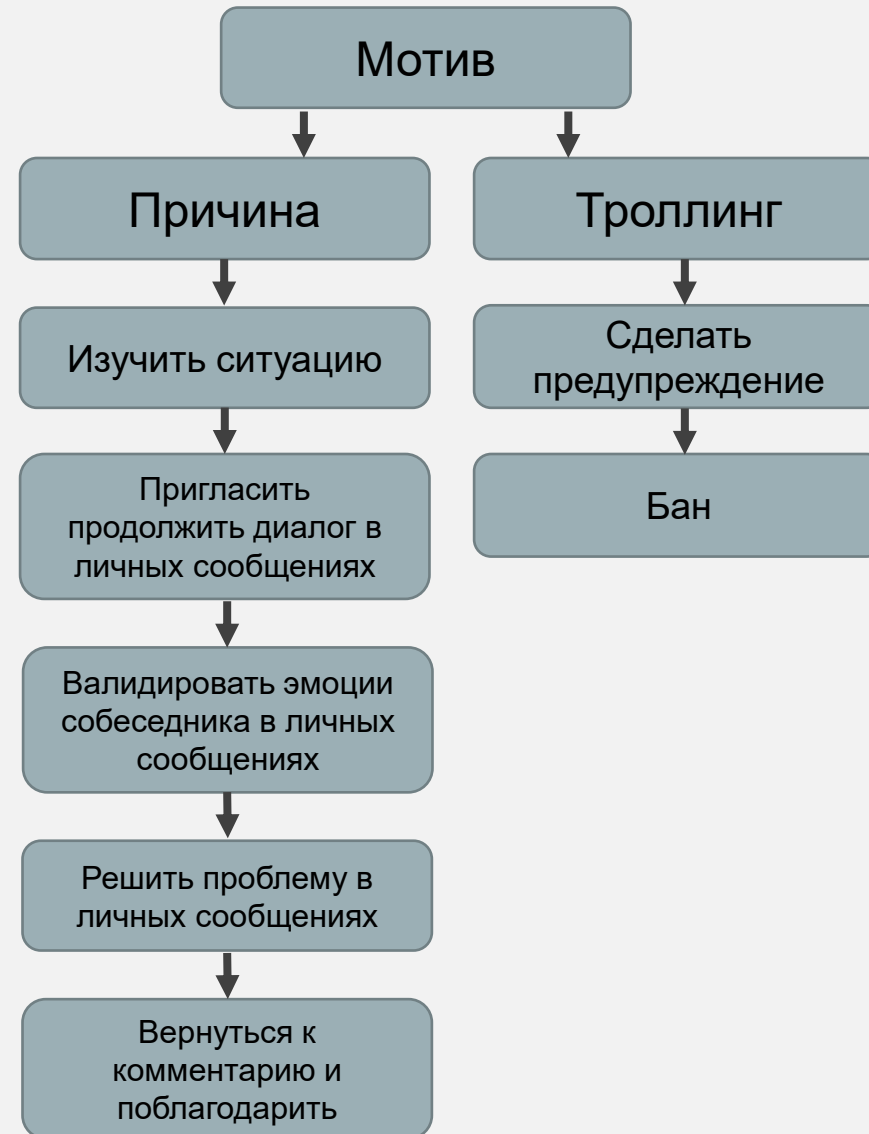 Мотив
Причина
Троллинг
Изучить ситуацию
Сделать
предупреждение
Пригласить
продолжить диалог в
личных сообщениях
Бан
Валидировать эмоции
собеседника в личных
сообщениях
Решить проблему в
личных сообщениях
Вернуться к
комментарию и
поблагодарить